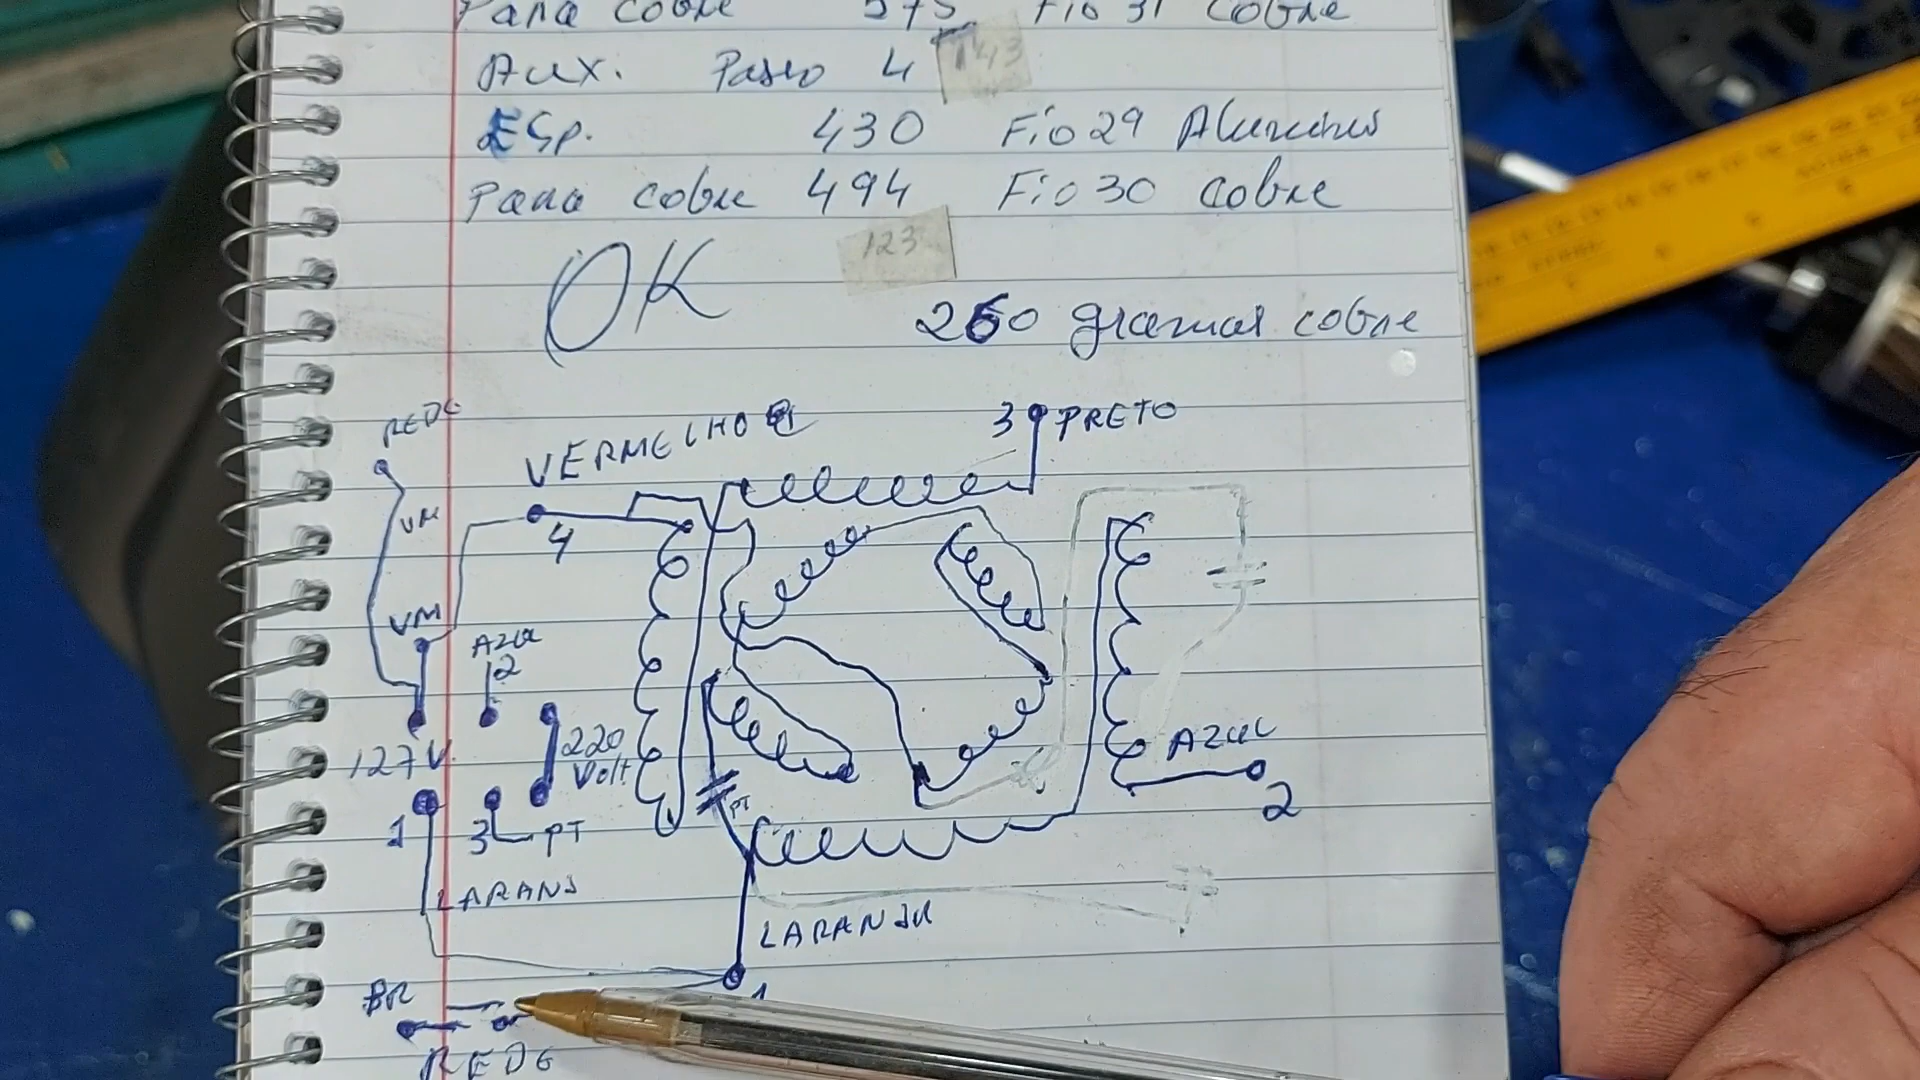 Para cobre 575 Fio 31 Cobre
Aux. Passo 4 143
ESp. 430 Fio 29 Aluminio
Para cobre 494 Fio 30 cobre
123
OK
260 gramas cobre
REDE
VERMELHO
3 PRETO
VM
4
VM
AZUL
2
127V.
220
Volt
AZUL
2
1
3
PT
PT
LARANJ
LARANJA
1
BR
REDE